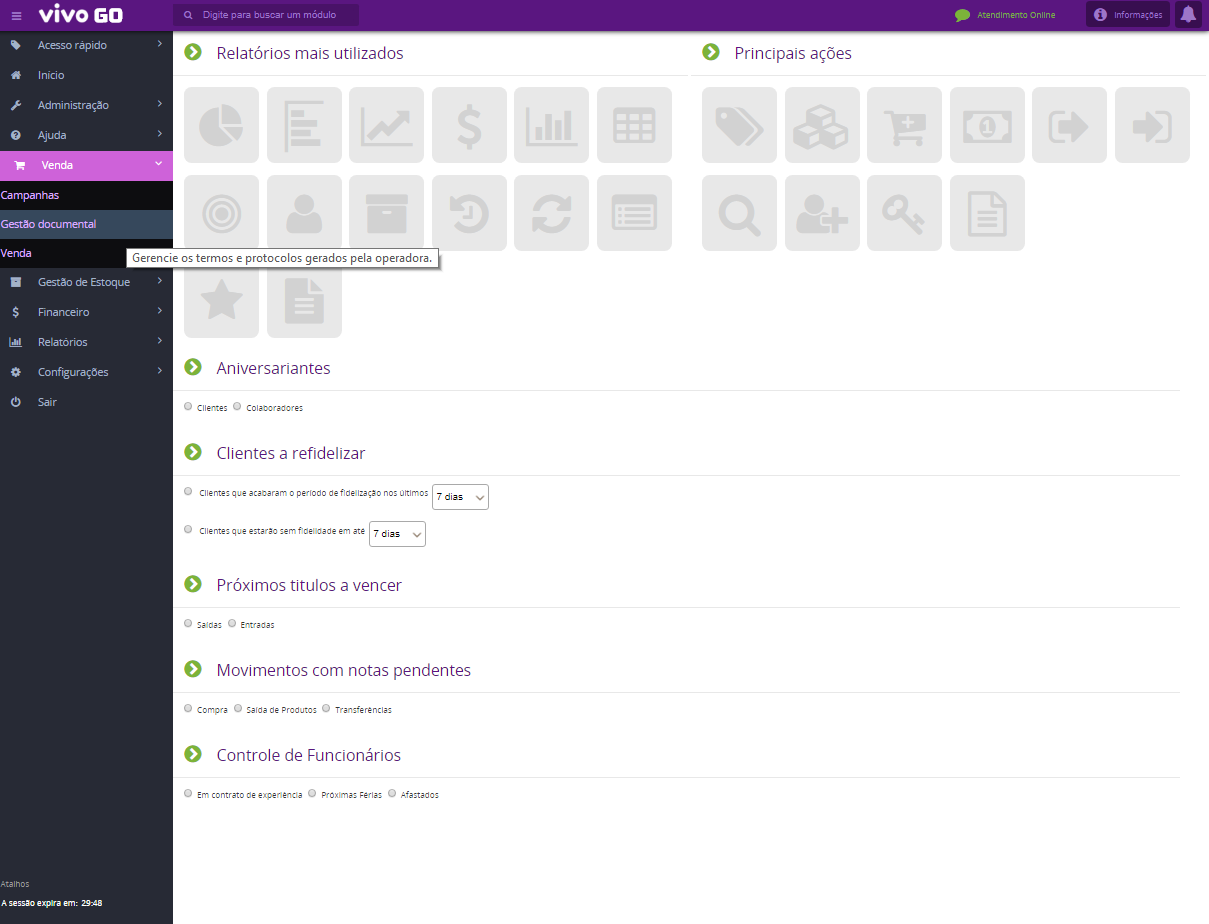 vivo GO
Digite para buscar um módulo
Atendimento Online
Informações
Acesso rápido
Inicio
Administração
Ajuda
Venda
Campanhas
Gestão documental
Venda
Gerencie os termos e protocolos gerados pela operadora.
Gestão de Estoque
Financeiro
Relatórios
Configurações
Sair
Atalhos
A sessão expira em: 29:48
Relatórios mais utilizados
Principais ações
1
Aniversariantes
Clientes Colaboradores
Clientes a refidelizar
Clientes que acabaram o período de fidelização nos últimos 7 dias
Clientes que estarão sem fidelidade em até 7 dias
Próximos titulos a vencer
Saídas Entradas
Movimentos com notas pendentes
Compra Saída de Produtos Transferências
Controle de Funcionários
Em contrato de experiência Próximas Férias Afastados